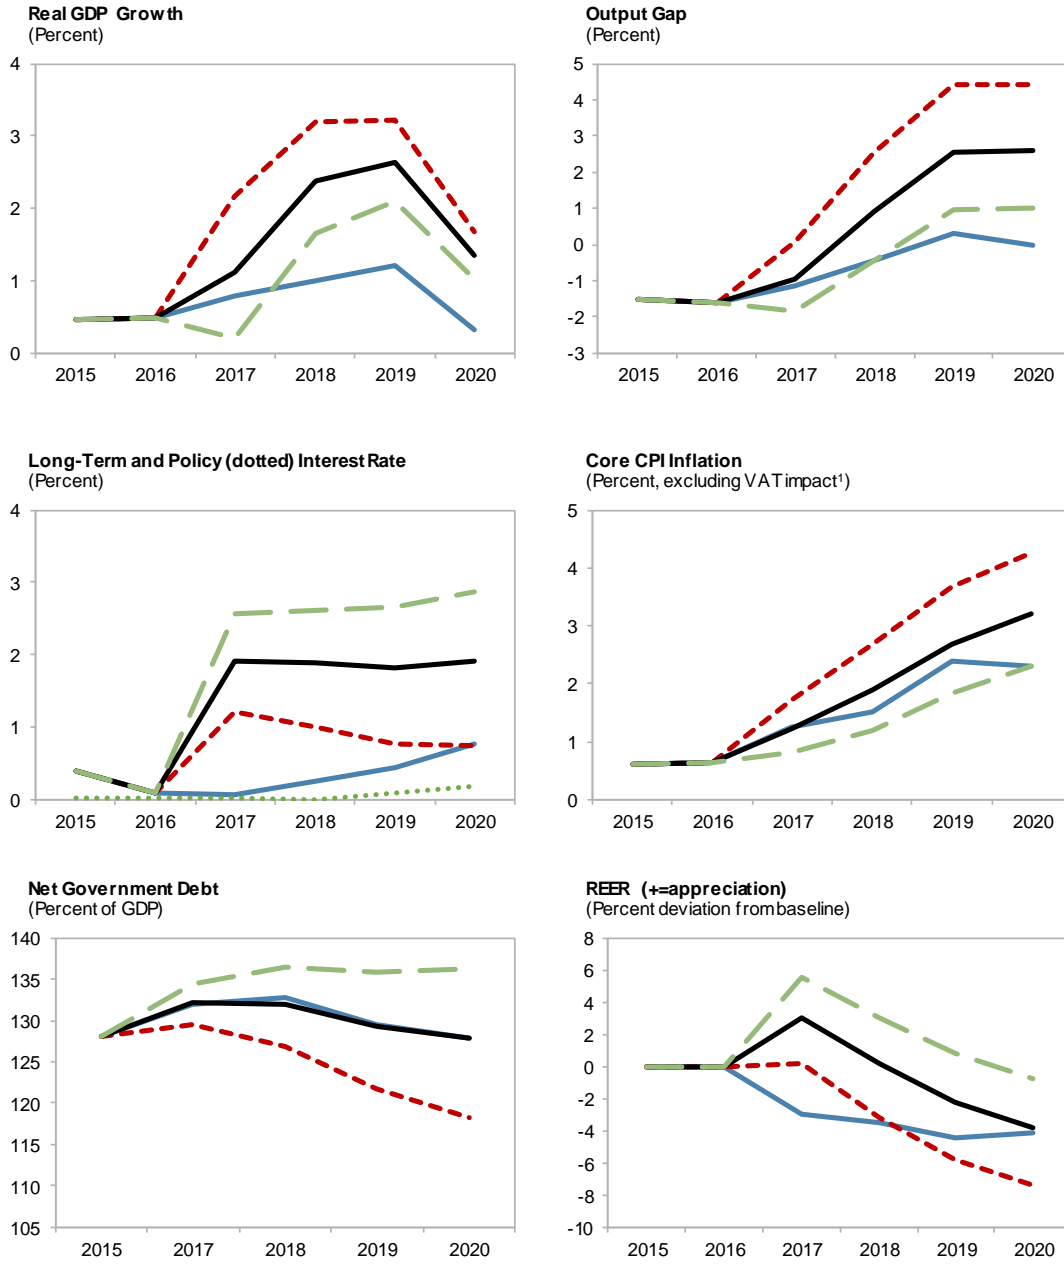 Real GDP Growth
(Percent)
4
3
2
1
0
2015 2016 2017 2018 2019 2020
Output Gap
(Percent)
5
4
3
2
1
0
-1
-2
-3
2015 2016 2017 2018 2019 2020
Long-Term and Policy (dotted) Interest Rate
(Percent)
4
3
2
1
0
2015 2016 2017 2018 2019 2020
Core CPI Inflation
(Percent, excluding VAT impact¹)
5
4
3
2
1
0
2015 2016 2017 2018 2019 2020
Net Government Debt
(Percent of GDP)
140
135
130
125
120
115
110
105
2015 2017 2018 2019 2020
REER (+=appreciation)
(Percent deviation from baseline)
8
6
4
2
0
-2
-4
-6
-8
-10
2015 2016 2017 2018 2019 2020